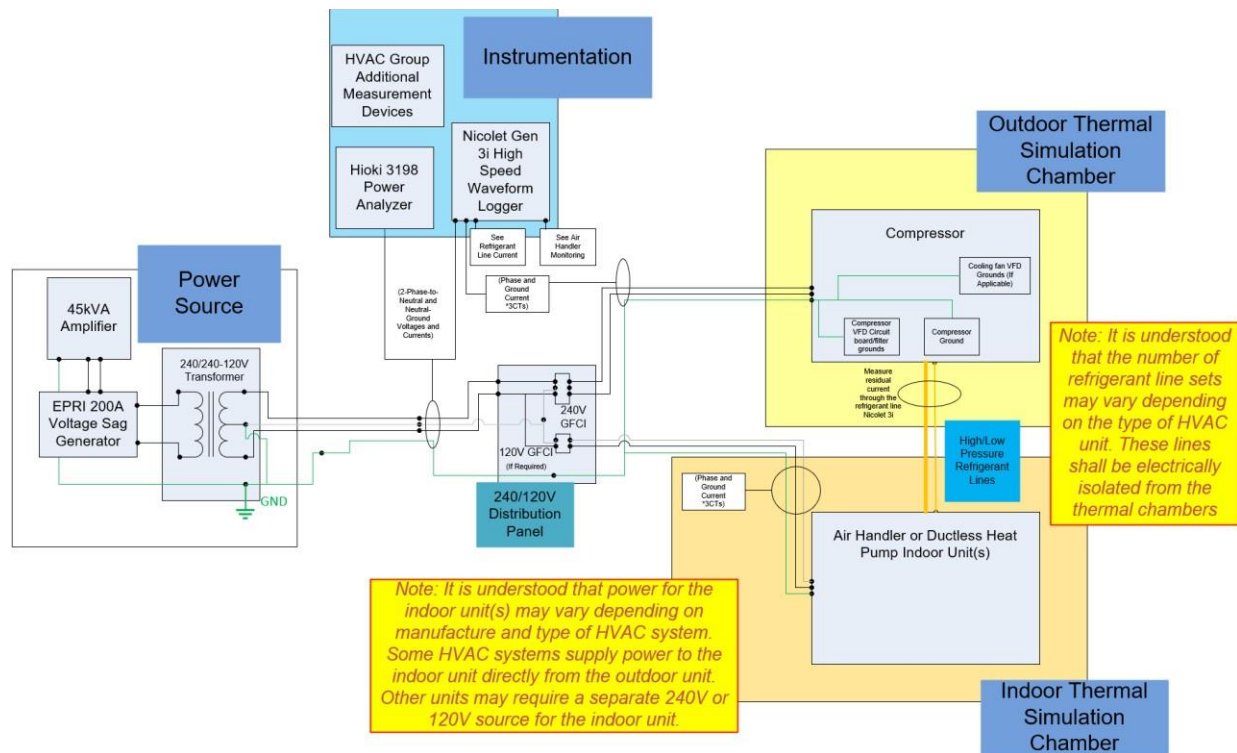 Instrumentation
HVAC Group
Additional
Measurement
Devices
Hioki 3198
Power
Analyzer
Nicolet Gen
3i High
Speed
Waveform
Logger
See
Refrigerant
Line Current
See Air
Handler
Monitoring
(Phase and
Ground
Current
*3CTs)
(2-Phase-to-
Neutral and
Neutral-
Ground
Voltages and
Currents)
Power
Source
45kVA
Amplifier
EPRI 200A
Voltage Sag
Generator
240/240-120V
Transformer
GND
240V
GFCI
120V GFCI
(If Required)
240/120V
Distribution
Panel
Outdoor Thermal
Simulation
Chamber
Compressor
Cooling fan VFD
Grounds (If
Applicable)
Compressor
VFD Circuit
board/filter
grounds
Compressor
Ground
Measure
residual
current
through the
refrigerant line
Nicolet 3i
High/Low
Pressure
Refrigerant
Lines
Note: It is understood
that the number of
refrigerant line sets
may vary depending
on the type of HVAC
unit. These lines
shall be electrically
isolated from the
thermal chambers
(Phase and
Ground
Current
*3CTs)
Air Handler or Ductless Heat
Pump Indoor Unit(s)
Note: It is understood that power for the
indoor unit(s) may vary depending on
manufacture and type of HVAC system.
Some HVAC systems supply power to the
indoor unit directly from the outdoor unit.
Other units may require a separate 240V or
120V source for the indoor unit.
Indoor Thermal
Simulation
Chamber